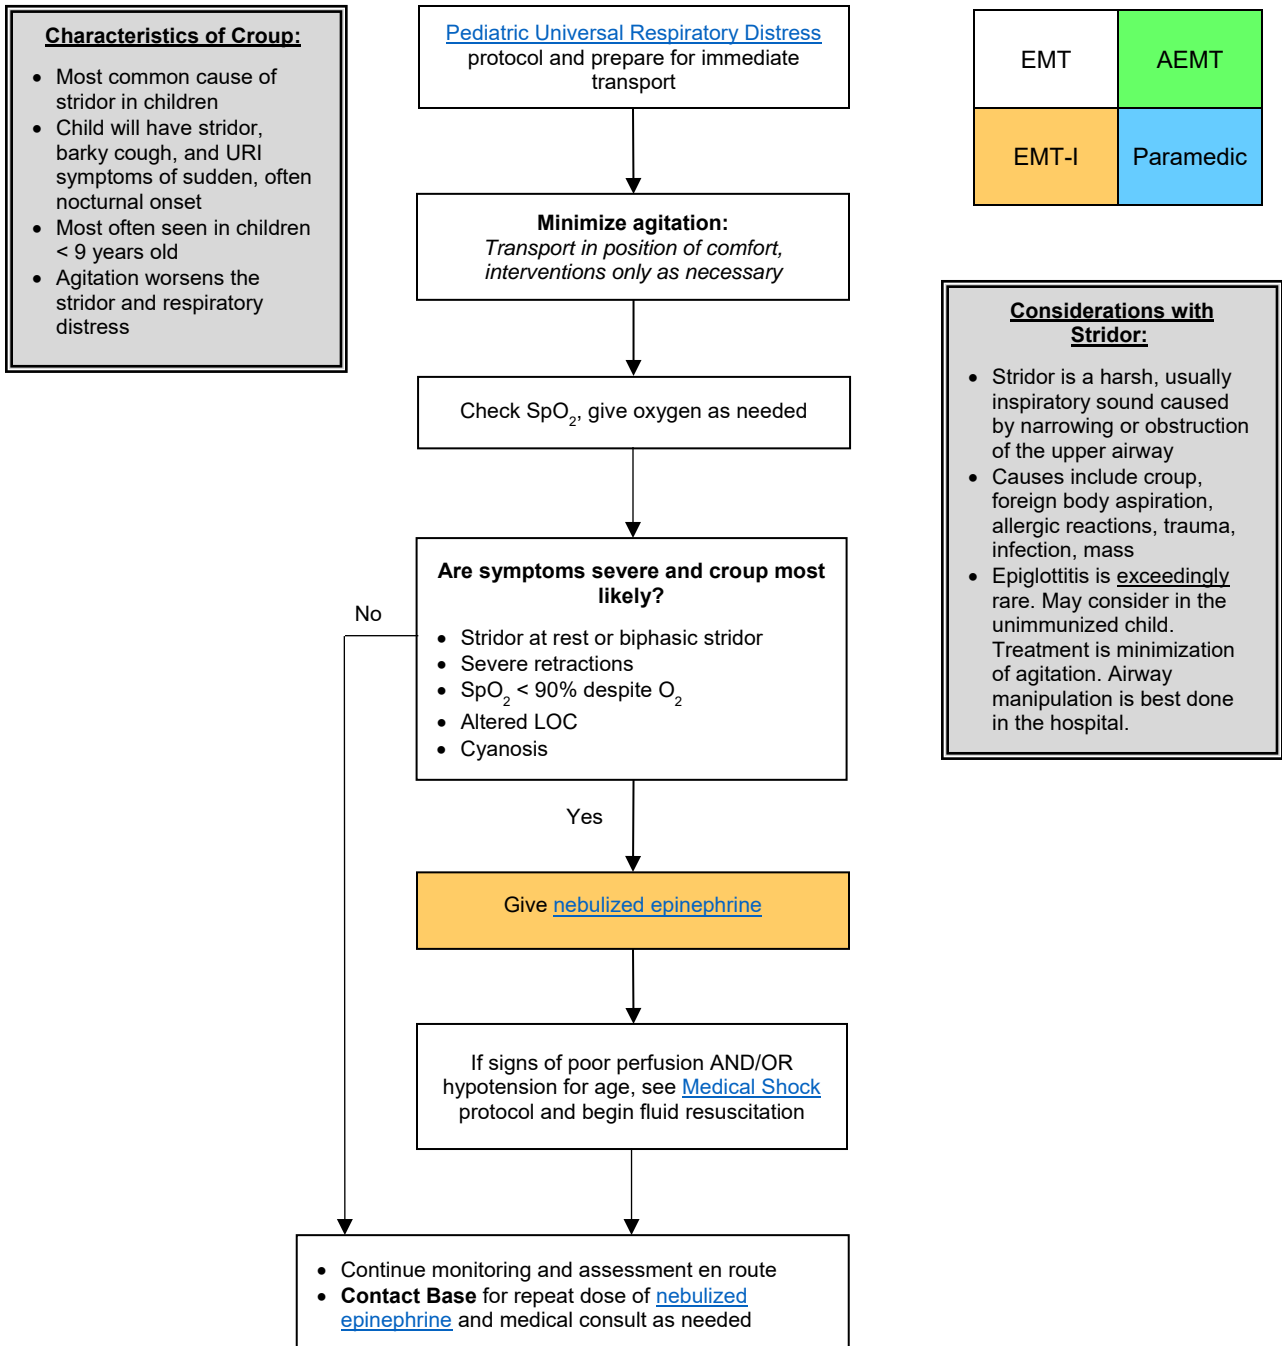 Characteristics of Croup:
• Most common cause of
stridor in children
• Child will have stridor,
barky cough, and URI
symptoms of sudden, often
nocturnal onset
• Most often seen in children
< 9 years old
• Agitation worsens the
stridor and respiratory
distress
Pediatric Universal Respiratory Distress
protocol and prepare for immediate
transport
EMT
AEMT
EMT-I
Paramedic
Minimize agitation:
Transport in position of comfort,
interventions only as necessary
Check SpO2, give oxygen as needed
Considerations with
Stridor:
• Stridor is a harsh, usually
inspiratory sound caused
by narrowing or obstruction
of the upper airway
• Causes include croup,
foreign body aspiration,
allergic reactions, trauma,
infection, mass
• Epiglottitis is exceedingly
rare. May consider in the
unimmunized child.
Treatment is minimization
of agitation. Airway
manipulation is best done
in the hospital.
Are symptoms severe and croup most
likely?
• Stridor at rest or biphasic stridor
• Severe retractions
• SpO2 < 90% despite O2
• Altered LOC
• Cyanosis
No
Yes
Give nebulized epinephrine
If signs of poor perfusion AND/OR
hypotension for age, see Medical Shock
protocol and begin fluid resuscitation
• Continue monitoring and assessment en route
• Contact Base for repeat dose of nebulized
epinephrine and medical consult as needed